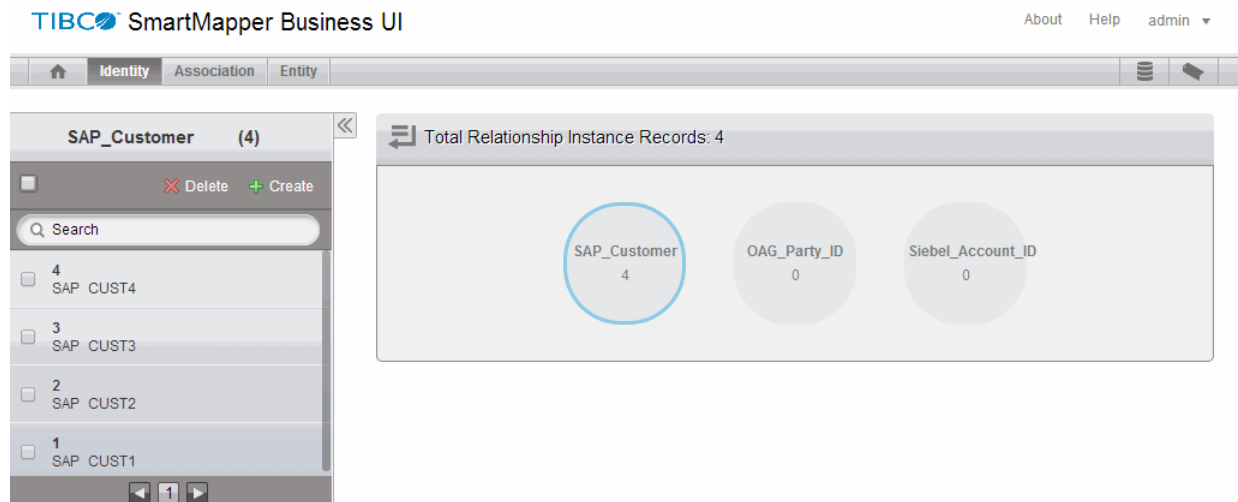 TIBCO SmartMapper Business UI
About Help admin
Identity Association Entity
SAP_Customer (4)
Total Relationship Instance Records: 4
Delete Create
Search
4
SAP CUST4
3
SAP CUST3
2
SAP CUST2
1
SAP CUST1
SAP_Customer
4
OAG_Party_ID
0
Siebel_Account_ID
0
1